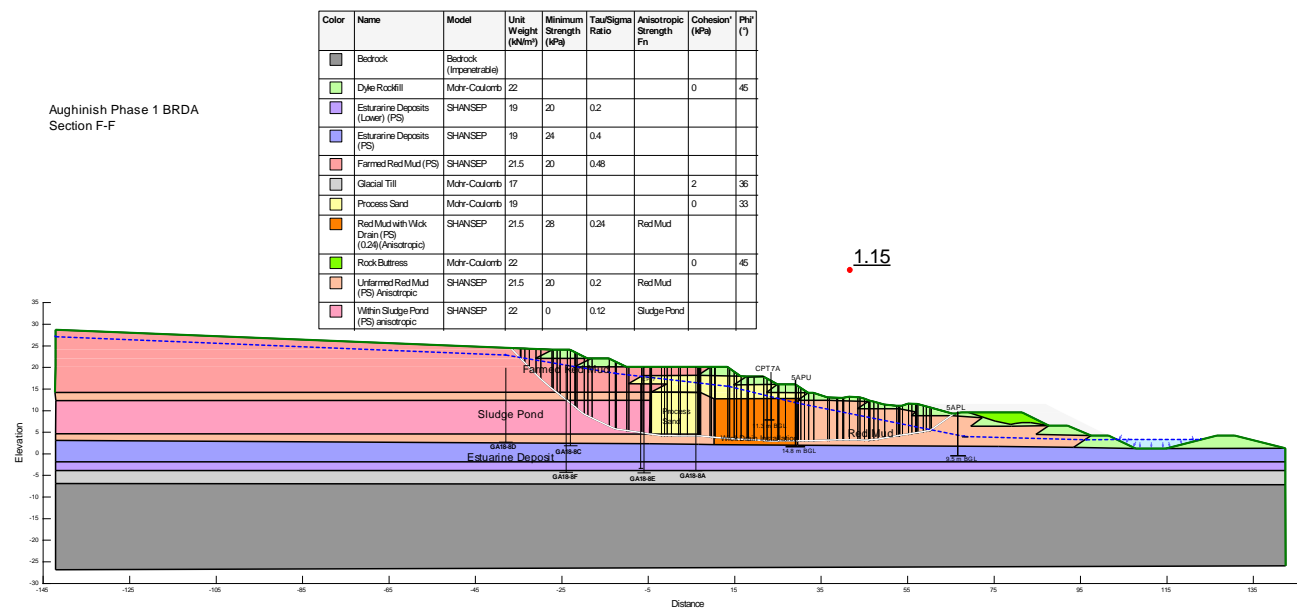 Color Name Model Unit Weight (kN/m³) Minimum Strength (kPa) Tau/Sigma Ratio Anisotropic Strength Fn Cohesion' (kPa) Phi' (°)
Bedrock Bedrock (Impenetrable)
Dyke Rockfill Mohr-Coulomb 22 0 45
Esturarine Deposits (Lower) (PS) SHANSEP 19 20 0.2
Esturarine Deposits (PS) SHANSEP 19 24 0.4
Farmed Red Mud (PS) SHANSEP 21.5 20 0.48
Glacial Till Mohr-Coulomb 17 2 36
Process Sand Mohr-Coulomb 19 0 33
Red Mud with Wick Drain (PS) (0.24)(Anisotropic) SHANSEP 21.5 28 0.24 Red Mud
Rock Buttress Mohr-Coulomb 22 0 45
Unfarmed Red Mud (PS) Anisotropic SHANSEP 21.5 20 0.2 Red Mud
Within Sludge Pond (PS) anisotropic SHANSEP 22 0 0.12 Sludge Pond
Aughinish Phase 1 BRDA
Section F-F
1.15
Elevation
35
30
25
20
15
10
5
0
-5
-10
-15
-20
-25
-30
Farmed Red Mud
CPT7A
5APU
5APL
Sludge Pond
Process
Sand
11.5 m BGL
Wick Drain Installation
Red Mud
GA18-8D
GA18-8C
14.8 m BGL
Estuarine Deposit
9.5 m BGL
GA18-8F
GA18-8E
GA18-8A
-145 -125 -105 -85 -65 -45 -25 -5 15 35 55 75 95 115 135
Distance